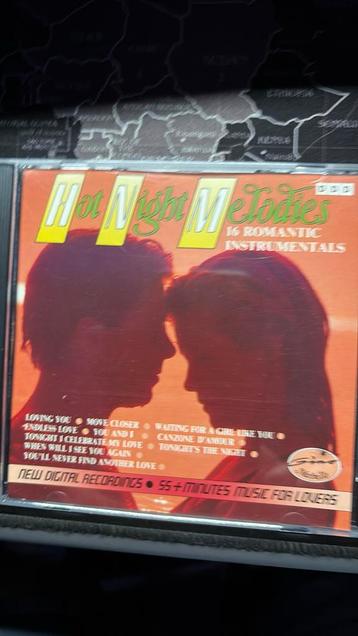 Hot Night Melodies
DDD
16 ROMANTIC
INSTRUMENTALS
LOVING YOU ● MOVE CLOSER ● WAITING FOR A GIRL LIKE YOU ●
ENDLESS LOVE ● YOU AND I ● CANZONE D'AMOUR ●
TONIGHT I CELEBRATE MY LOVE ● TONIGHT'S THE NIGHT ●
WHEN WILL I SEE YOU AGAIN ●
YOU'LL NEVER FIND ANOTHER LOVE ●
NEW DIGITAL RECORDINGS ● 55+ MINUTES MUSIC FOR LOVERS